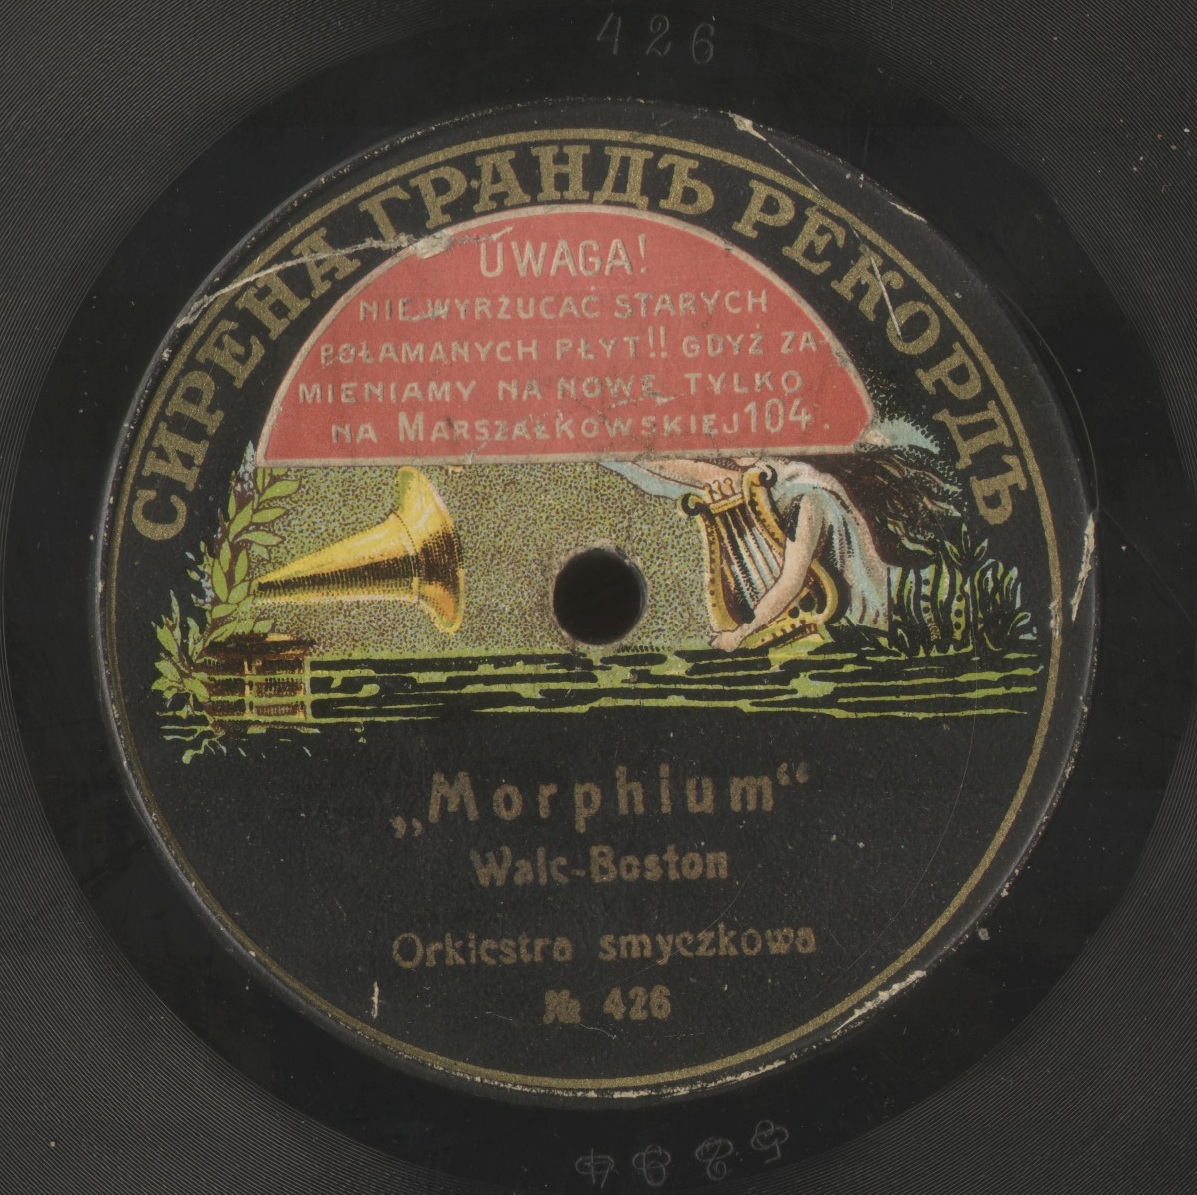 426
СИРЕНА ГРАНДЪ РЕКОРДЪ
UWAGA!
NIE WYRŻUCAĆ STARYCH
POŁAMANYCH PŁYT!! GDYŻ ZA-
MIENIAMY NA NOWE TYLKO
NA MARSZAŁKOWSKIEJ 104.
„Morphium“
Walc-Boston
Orkiestra smyczkowa
№ 426